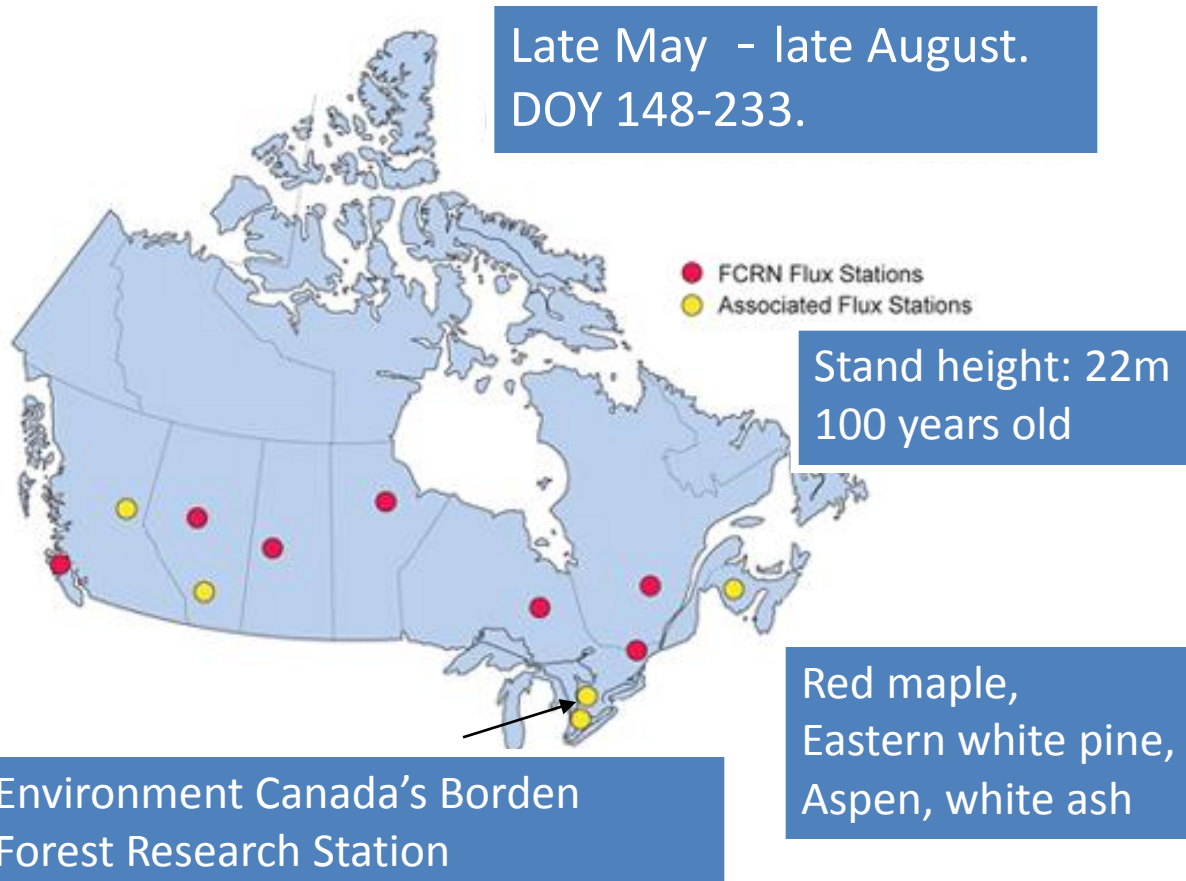 Late May - late August.
DOY 148-233.
FCRN Flux Stations
Associated Flux Stations
Stand height: 22m
100 years old
Red maple,
Eastern white pine,
Aspen, white ash
Environment Canada’s Borden
Forest Research Station